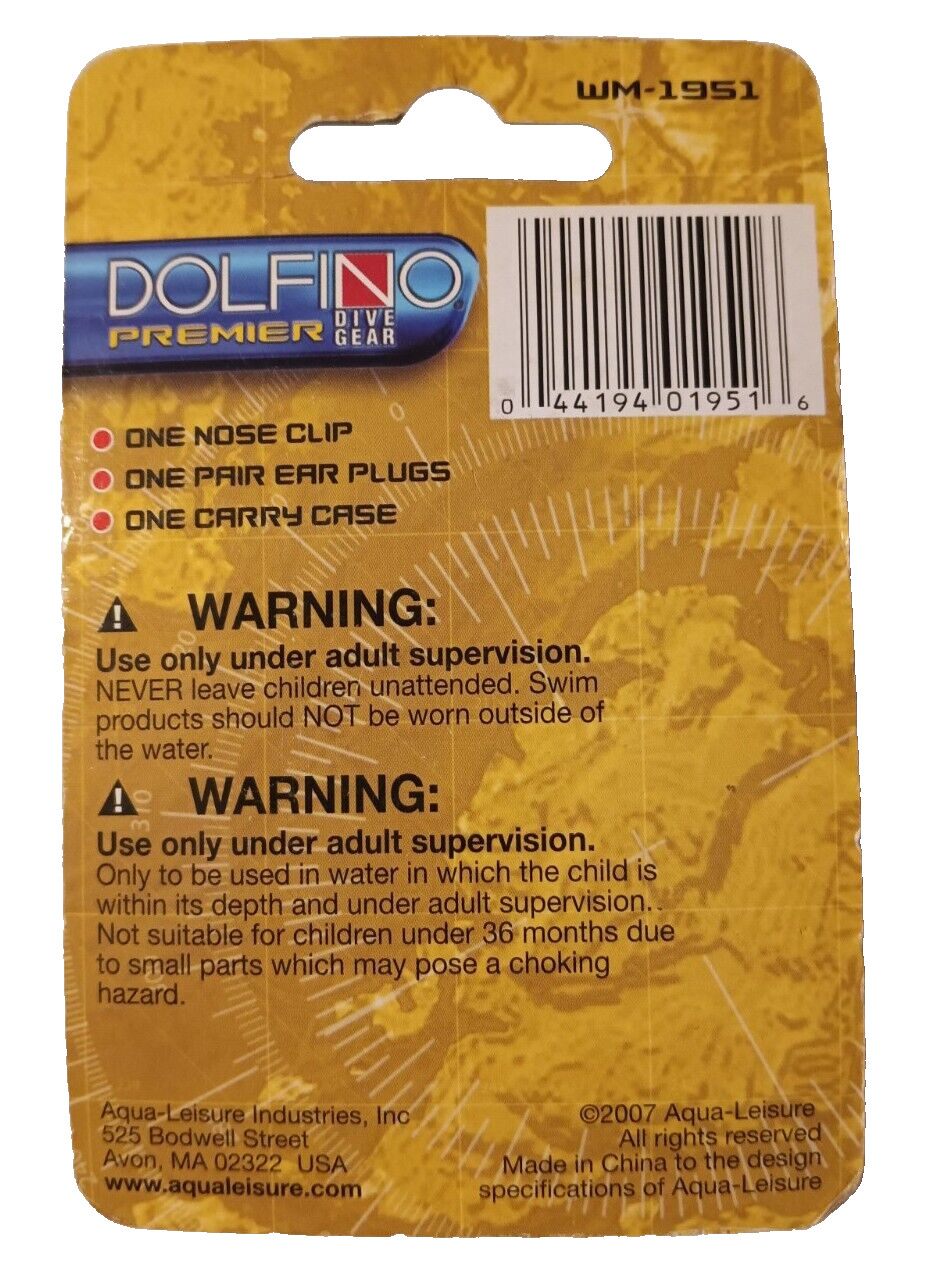 WM-1951
DOLFINO
PREMIER
DIVE
GEAR
0 44194 01951 6
ONE NOSE CLIP
ONE PAIR EAR PLUGS
ONE CARRY CASE
WARNING:
Use only under adult supervision.
NEVER leave children unattended. Swim
products should NOT be worn outside of
the water.
WARNING:
Use only under adult supervision.
Only to be used in water in which the child is
within its depth and under adult supervision.
Not suitable for children under 36 months due
to small parts which may pose a choking
hazard.
Aqua-Leisure Industries, Inc
525 Bodwell Street
Avon, MA 02322 USA
www.aqualeisure.com
©2007 Aqua-Leisure
All rights reserved
Made in China to the design
specifications of Aqua-Leisure